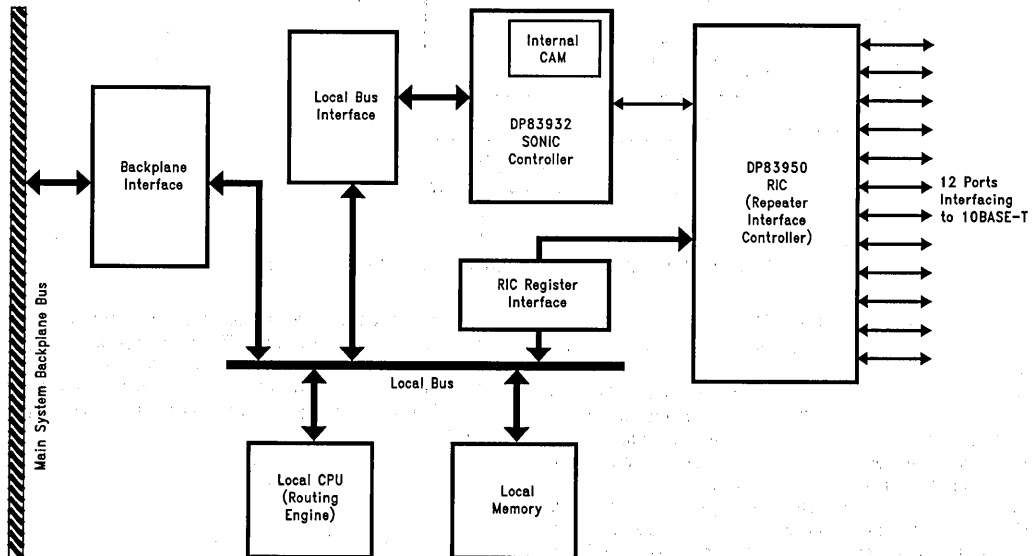 Internal
CAM
DP83932
SONIC
Controller
Local Bus
Interface
Backplane
Interface
DP83950
RIC
(Repeater
Interface
Controller)
12 Ports
Interfacing
to 10BASE-T
RIC Register
Interface
Main System Backplane Bus
Local Bus
Local CPU
(Routing
Engine)
Local
Memory